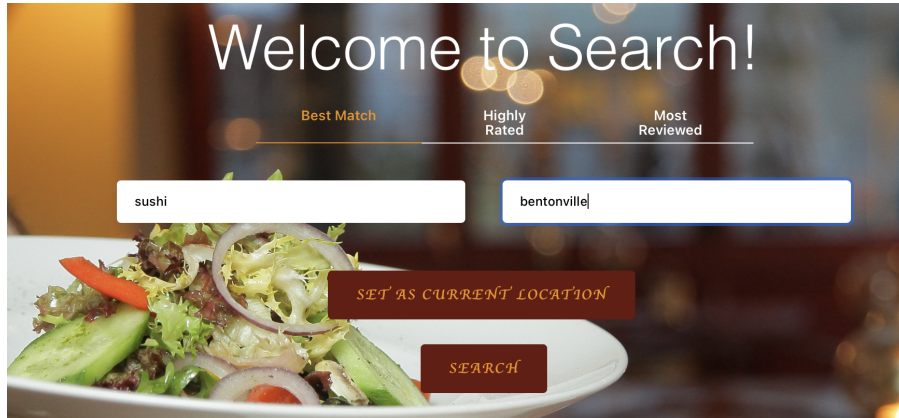 Welcome to Search!
Best Match
Highly
Rated
Most
Reviewed
sushi
bentonville
SET AS CURRENT LOCATION
SEARCH